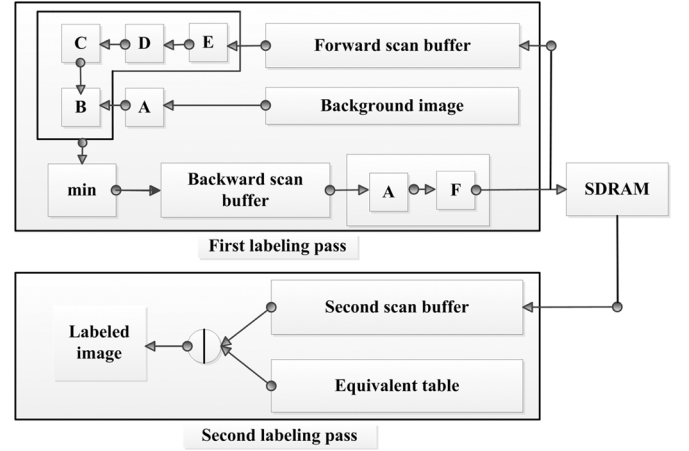 C
D
E
Forward scan buffer
B
A
Background image
min
Backward scan
buffer
A
F
SDRAM
First labeling pass
Labeled
image
Second scan buffer
Equivalent table
Second labeling pass